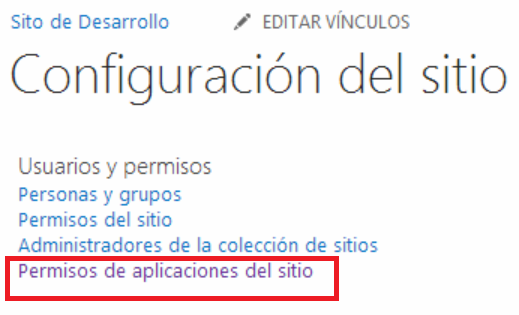 Sito de Desarrollo EDITAR VÍNCULOS
Configuración del sitio
Usuarios y permisos
Personas y grupos
Permisos del sitio
Administradores de la colección de sitios
Permisos de aplicaciones del sitio